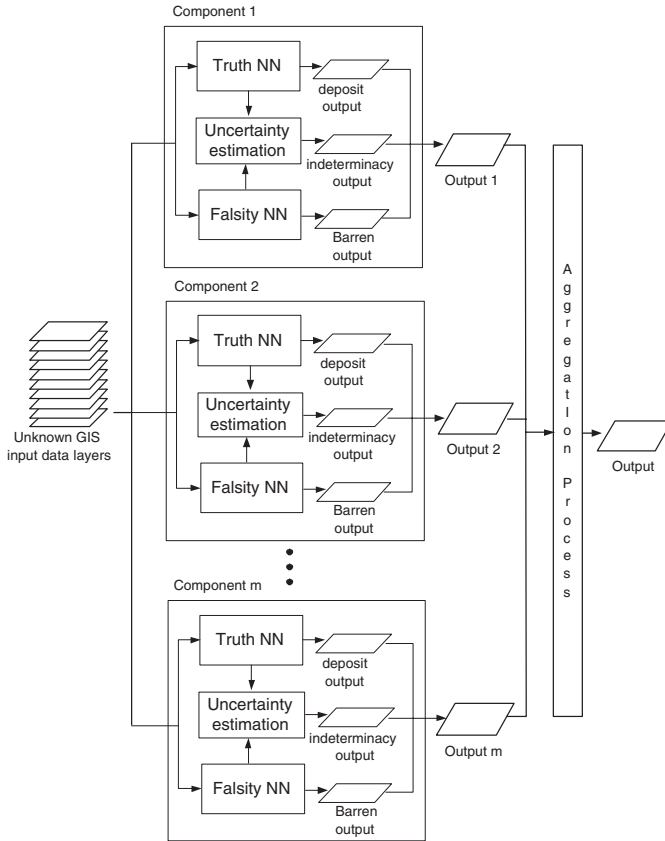 Component 1
Truth NN
deposit
output
Uncertainty
estimation
indeterminacy
output
Falsity NN
Barren
output
Output 1
Component 2
Truth NN
deposit
output
Uncertainty
estimation
indeterminacy
output
Falsity NN
Barren
output
Output 2
Unknown GIS
input data layers
Component m
Truth NN
deposit
output
Uncertainty
estimation
indeterminacy
output
Falsity NN
Barren
output
Output m
AggregatIon Process
Output